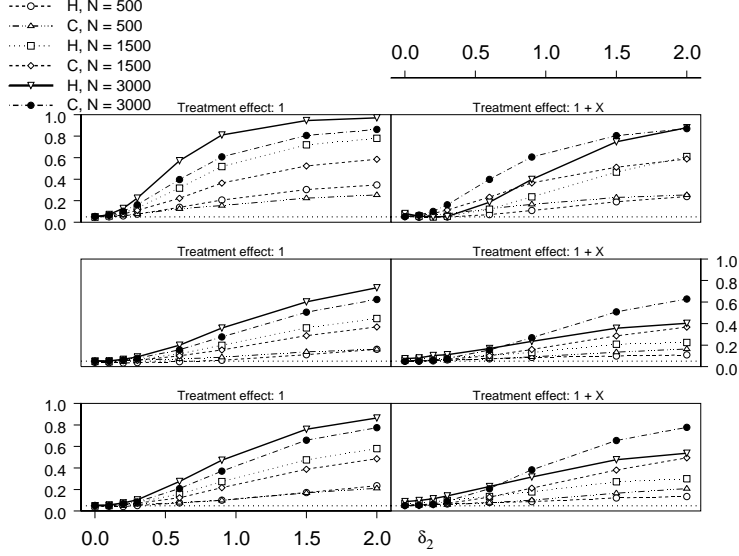 H, N = 500
C, N = 500
H, N = 1500
C, N = 1500
H, N = 3000
C, N = 3000
0.0 0.5 1.0 1.5 2.0
Treatment effect: 1
Treatment effect: 1 + X
1.0
0.8
0.6
0.4
0.2
0.0
Treatment effect: 1
Treatment effect: 1 + X
1.0
0.8
0.6
0.4
0.2
0.0
Treatment effect: 1
Treatment effect: 1 + X
1.0
0.8
0.6
0.4
0.2
0.0
0.0 0.5 1.0 1.5 2.0 δ2